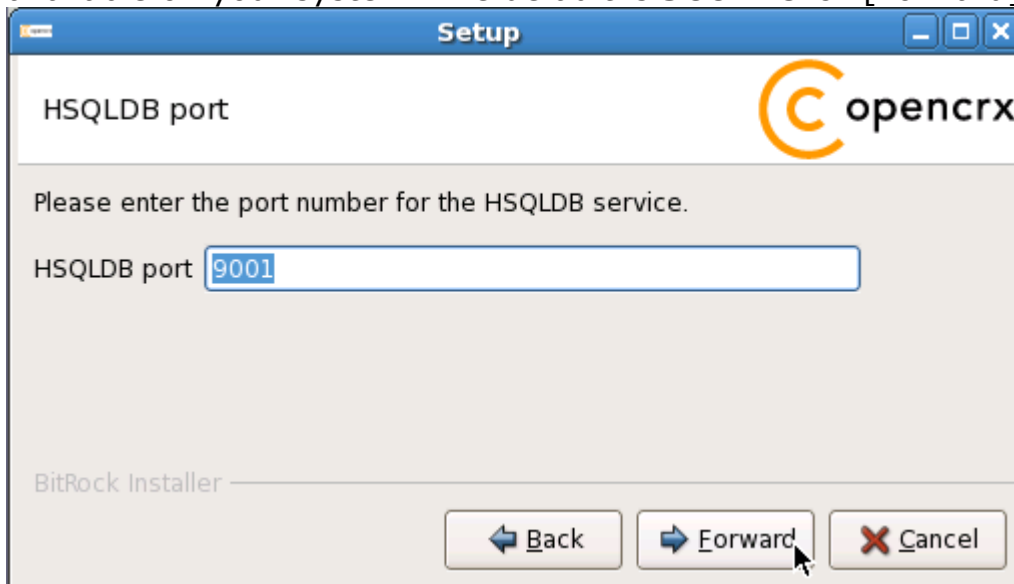 Setup
HSQLDB port
opencrx
Please enter the port number for the HSQLDB service.
HSQLDB port 9001
BitRock Installer
Back Forward Cancel